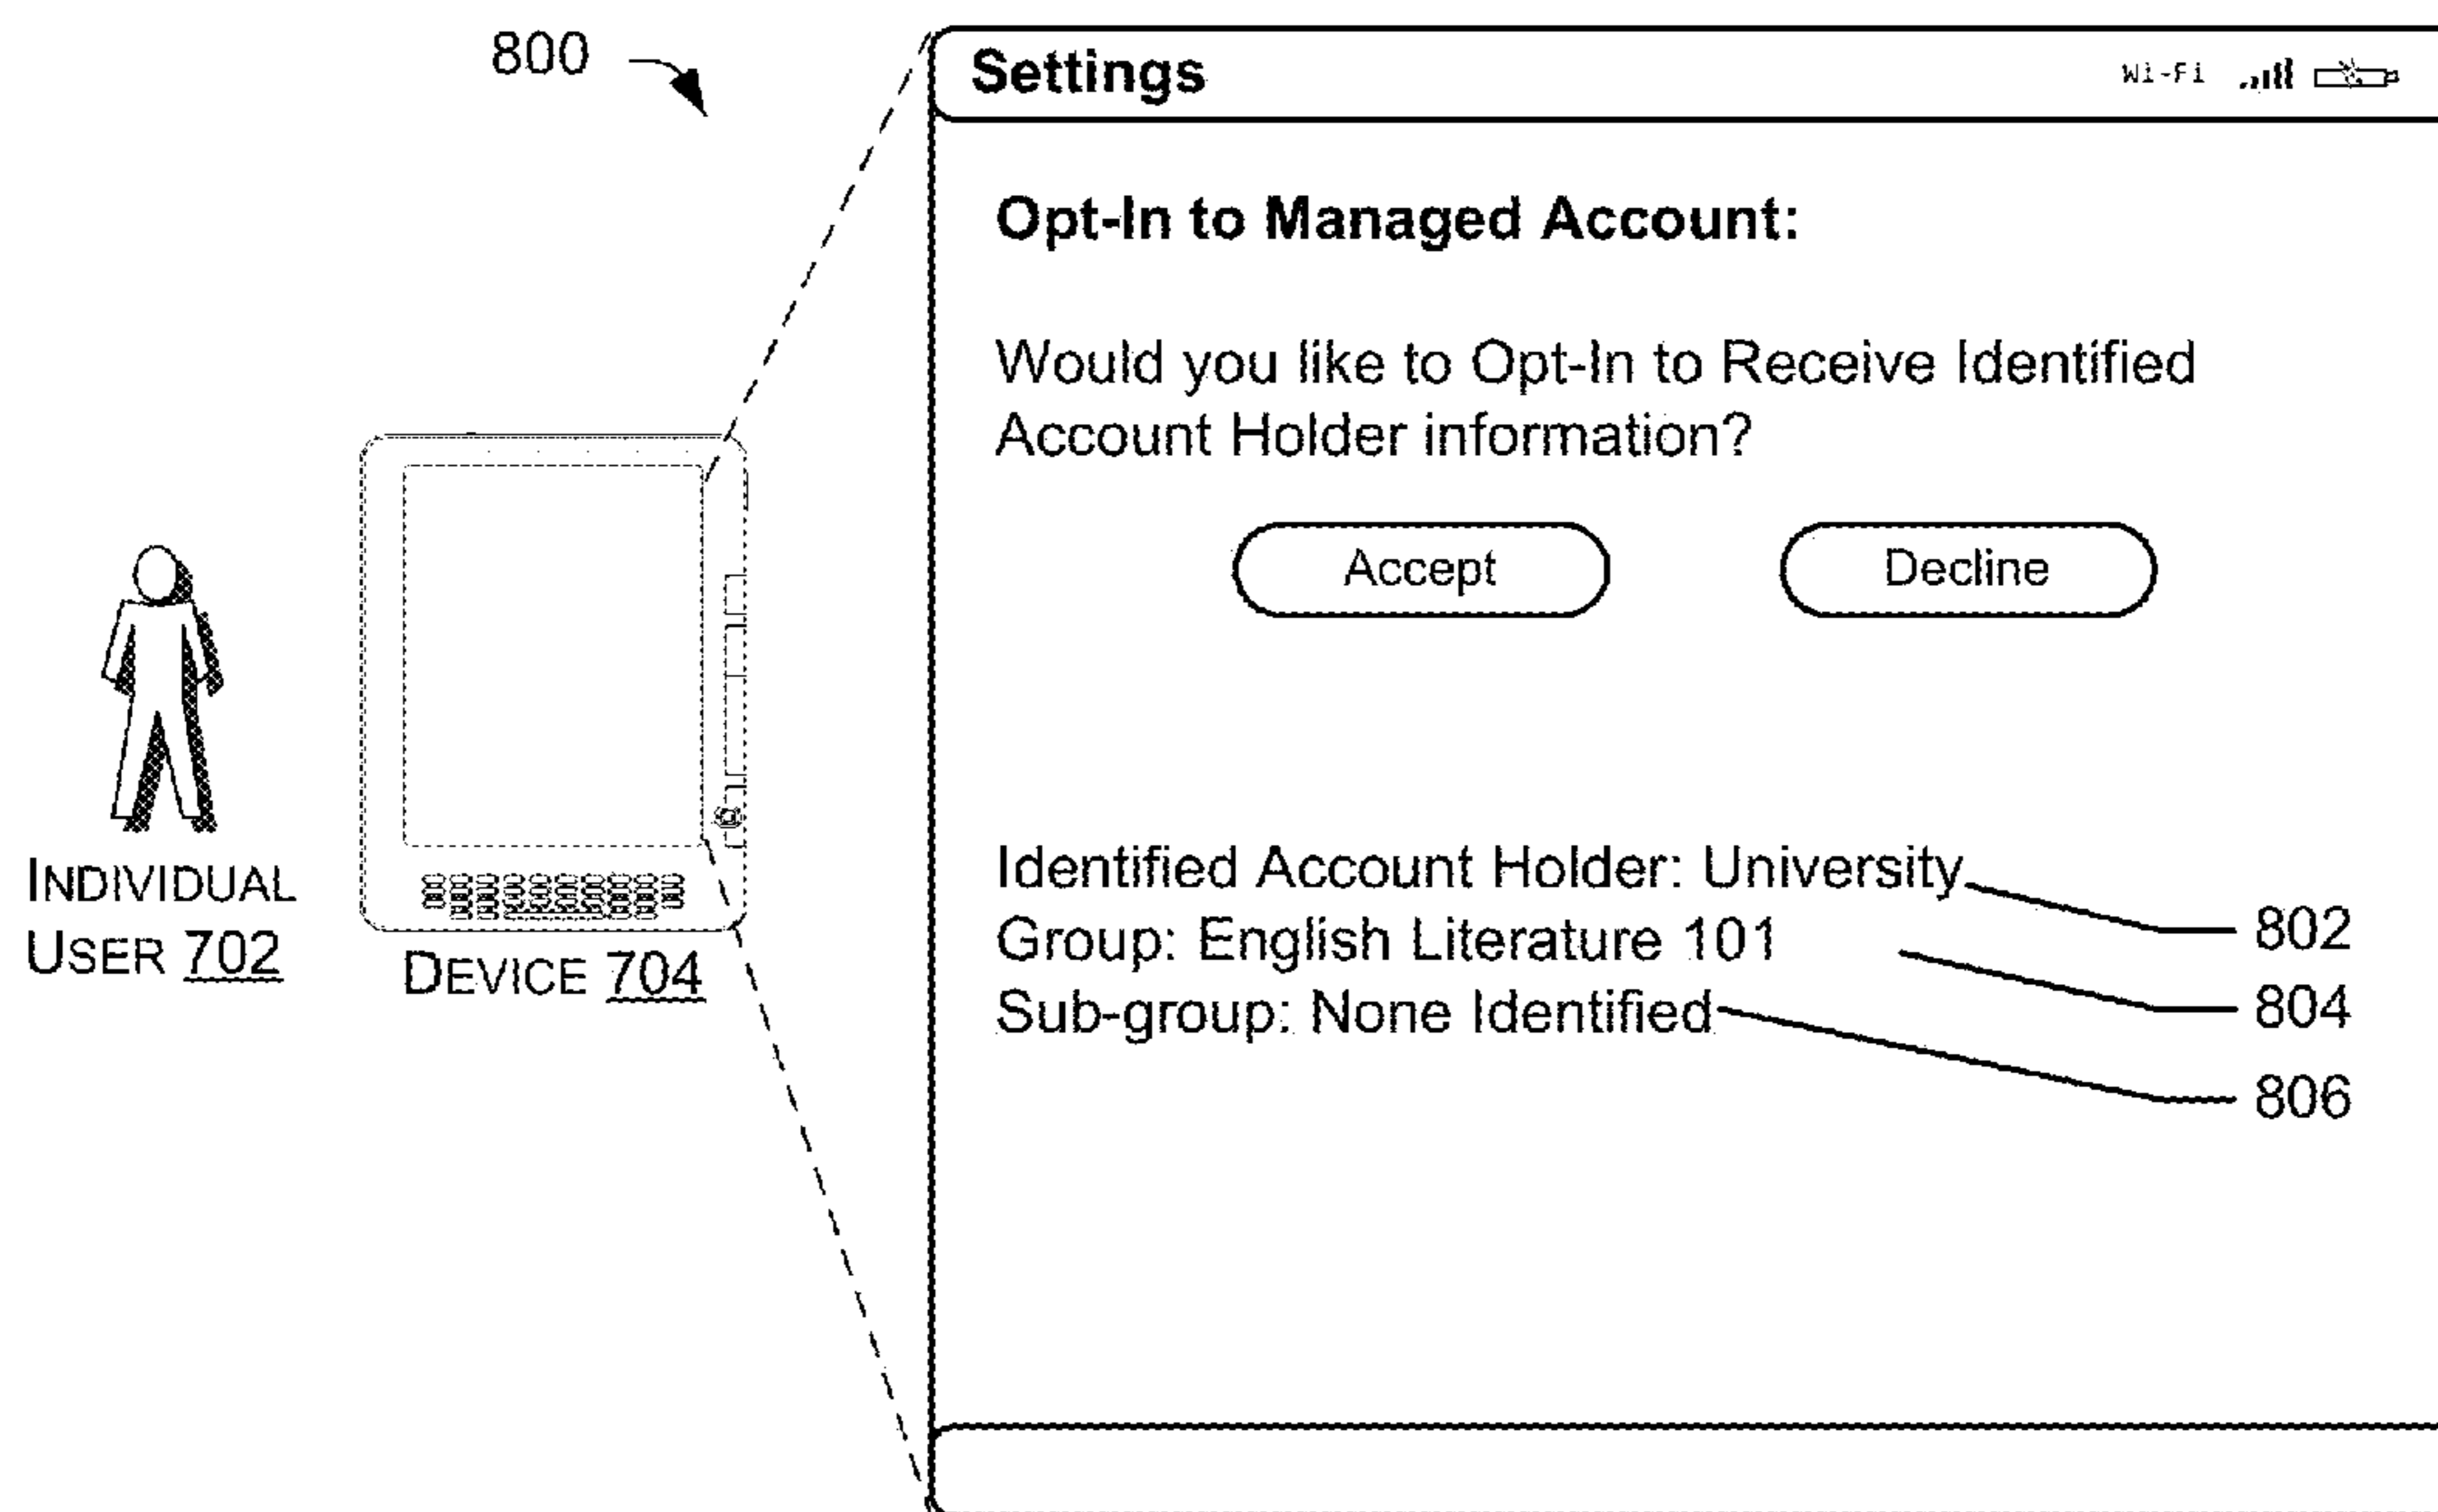 800
Settings
Wi-Fi
Opt-In to Managed Account:
Would you like to Opt-In to Receive Identified
Account Holder information?
Accept
Decline
INDIVIDUAL
USER 702
DEVICE 704
Identified Account Holder: University
802
Group: English Literature 101
804
Sub-group: None Identified
806